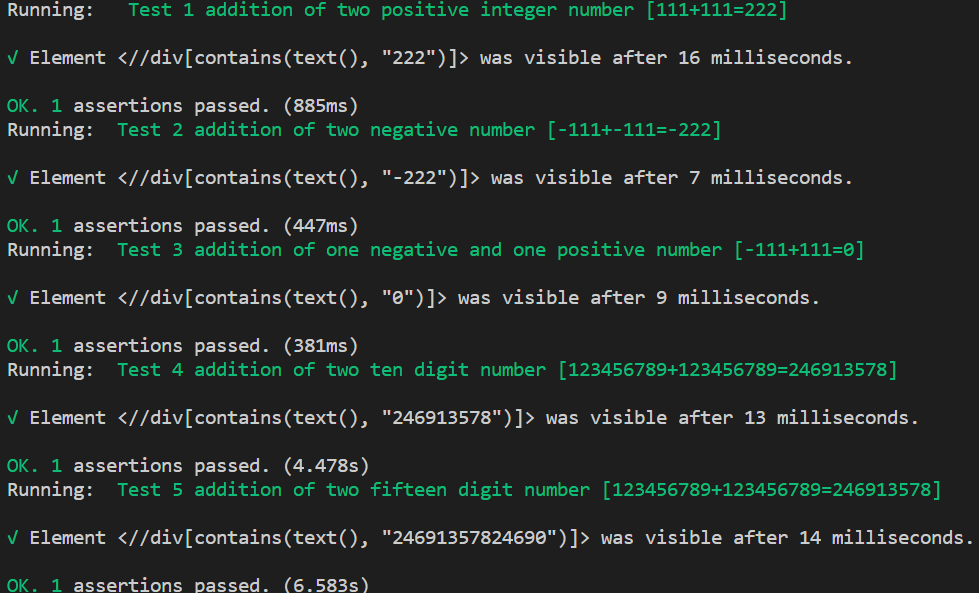 Running:   Test 1 addition of two positive integer number [111+111=222]
√ Element <//div[contains(text(), "222")]> was visible after 16 milliseconds.
OK. 1 assertions passed. (885ms)
Running:  Test 2 addition of two negative number [-111+-111=-222]
√ Element <//div[contains(text(), "-222")]> was visible after 7 milliseconds.
OK. 1 assertions passed. (447ms)
Running:  Test 3 addition of one negative and one positive number [-111+111=0]
√ Element <//div[contains(text(), "0")]> was visible after 9 milliseconds.
OK. 1 assertions passed. (381ms)
Running:  Test 4 addition of two ten digit number [123456789+123456789=246913578]
√ Element <//div[contains(text(), "246913578")]> was visible after 13 milliseconds.
OK. 1 assertions passed. (4.478s)
Running:  Test 5 addition of two fifteen digit number [123456789+123456789=246913578]
√ Element <//div[contains(text(), "24691357824690")]> was visible after 14 milliseconds.
OK. 1 assertions passed. (6.583s)